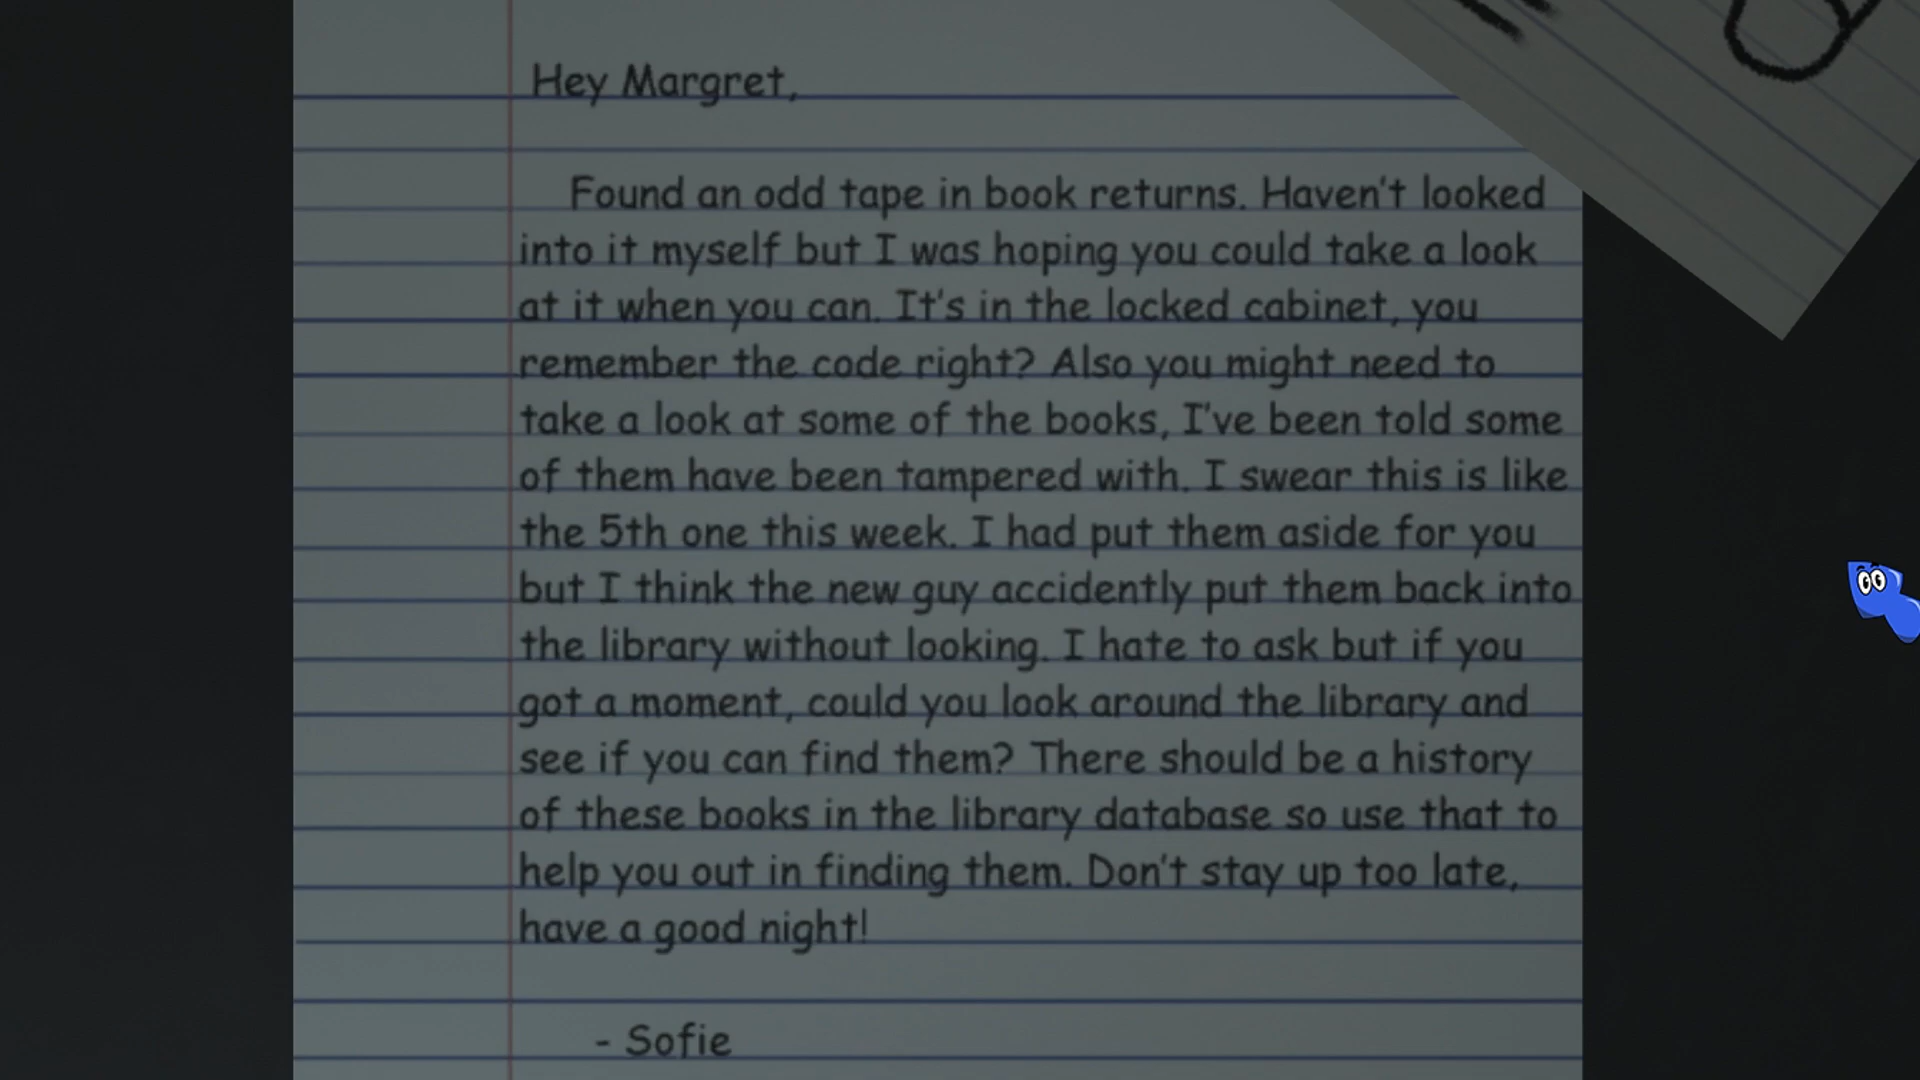 Hey Margret,
Found an odd tape in book returns. Haven't looked
into it myself but I was hoping you could take a look
at it when you can. It's in the locked cabinet, you
remember the code right? Also you might need to
take a look at some of the books, I've been told some
of them have been tampered with. I swear this is like
the 5th one this week. I had put them aside for you
but I think the new guy accidently put them back into
the library without looking. I hate to ask but if you
got a moment, could you look around the library and
see if you can find them? There should be a history
of these books in the library database so use that to
help you out in finding them. Don't stay up too late,
have a good night!
- Sofie